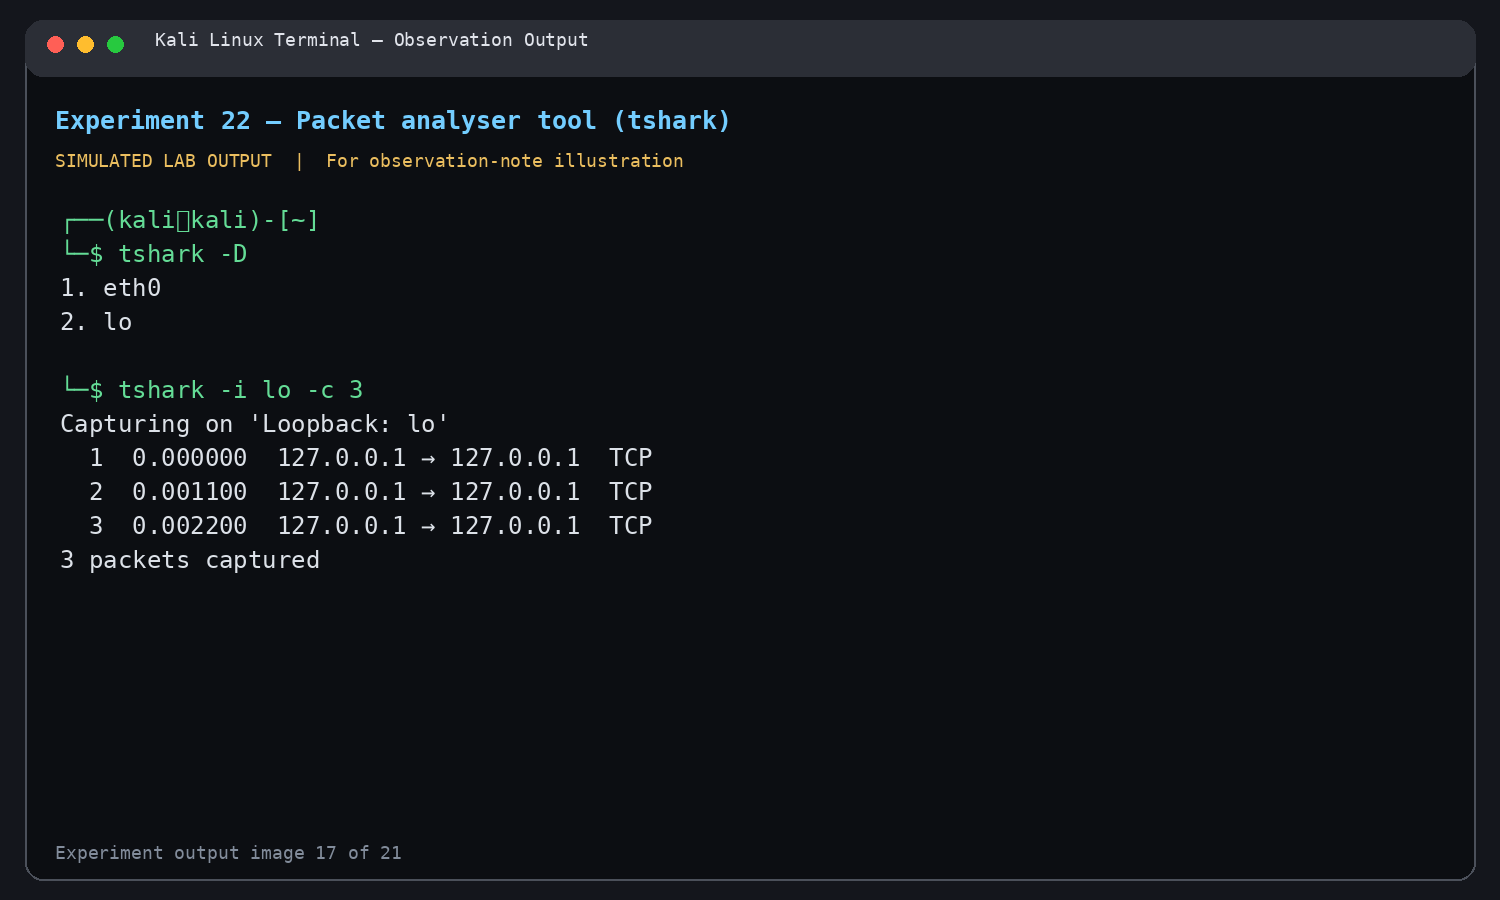 Kali Linux Terminal — Observation Output
Experiment 22 — Packet analyser tool (tshark)
SIMULATED LAB OUTPUT | For observation-note illustration
┌──(kali▯kali)-[~]
└─$ tshark -D
1. eth0
2. lo
└─$ tshark -i lo -c 3
Capturing on 'Loopback: lo'
1 0.000000 127.0.0.1 → 127.0.0.1 TCP
2 0.001100 127.0.0.1 → 127.0.0.1 TCP
3 0.002200 127.0.0.1 → 127.0.0.1 TCP
3 packets captured
Experiment output image 17 of 21